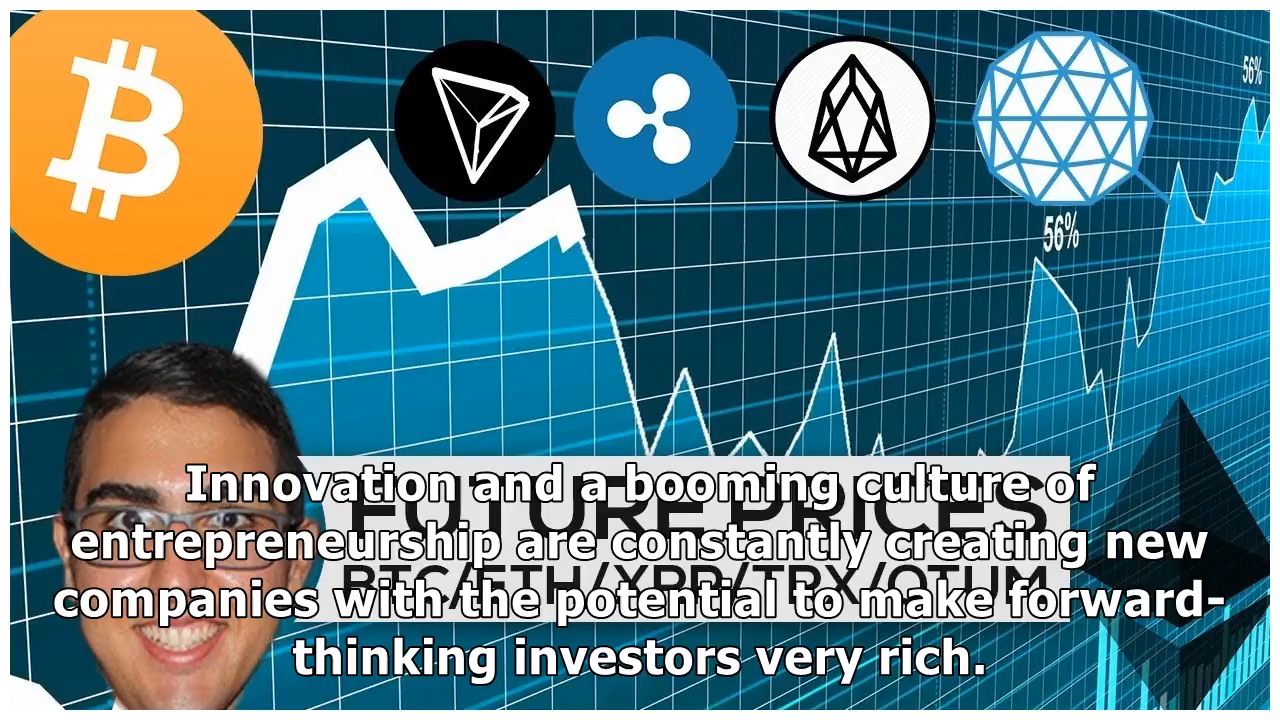 56%
56%
Innovation and a booming culture of
FUTURE PRICES
entrepreneurship are constantly creating new
BTC/ETH/XRP/TRX/QTUM
companies with the potential to make forward-
thinking investors very rich.